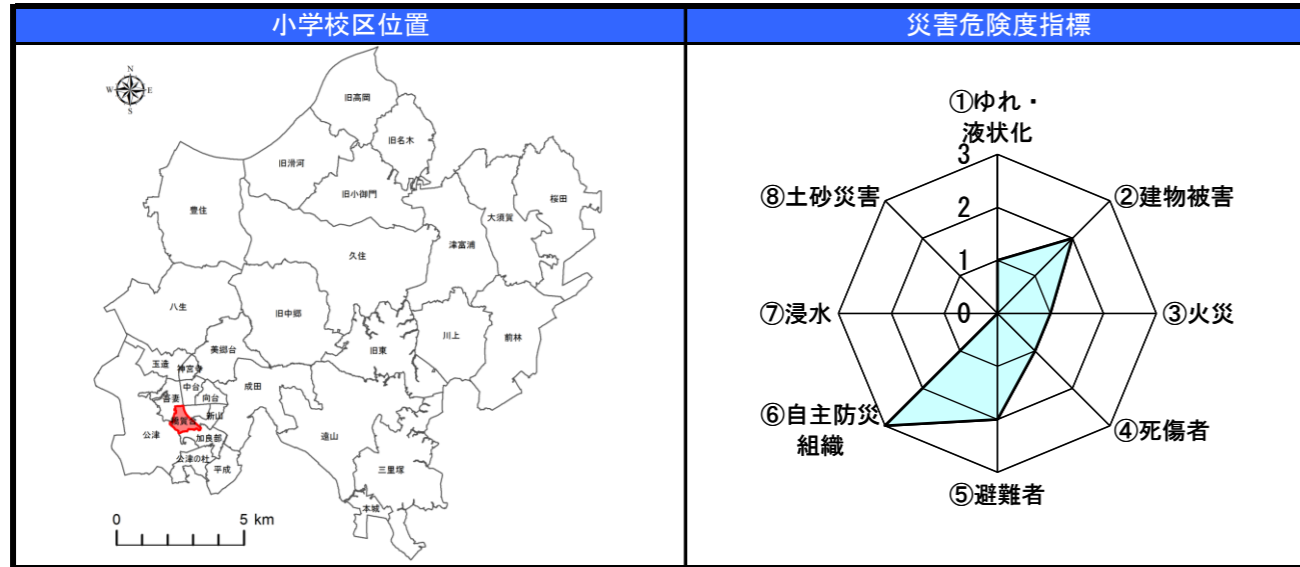 小学校区位置
災害危険度指標
N
W
E
S
旧高岡
旧名木
旧滑河
旧小御門
豊住
桜田
大須賀
津富浦
久住
八生
旧中郷
旧東
川上
前林
美郷台
玉造
神宮寺
成田
中台
吾妻
向台
橋賀台
新山
公津
加良部
遠山
公津の杜
平成
三里塚
本城
0
5 km
①ゆれ・
液状化
3
2
1
0
②建物被害
③火災
④死傷者
⑤避難者
⑥自主防災
組織
⑦浸水
⑧土砂災害